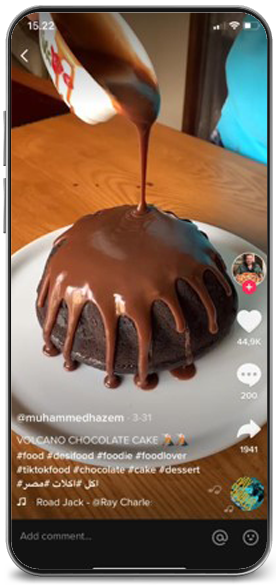 15.22
44,9K
200
1941
@muhammedhazem · 3-31
VOLCANO CHOCOLATE CAKE 🌋 🌋
#food #desifood #foodie #foodlover
#tiktokfood #chocolate #cake #dessert
#اكل #اكلات #مصر
Road Jack - @Ray Charle
Add comment...